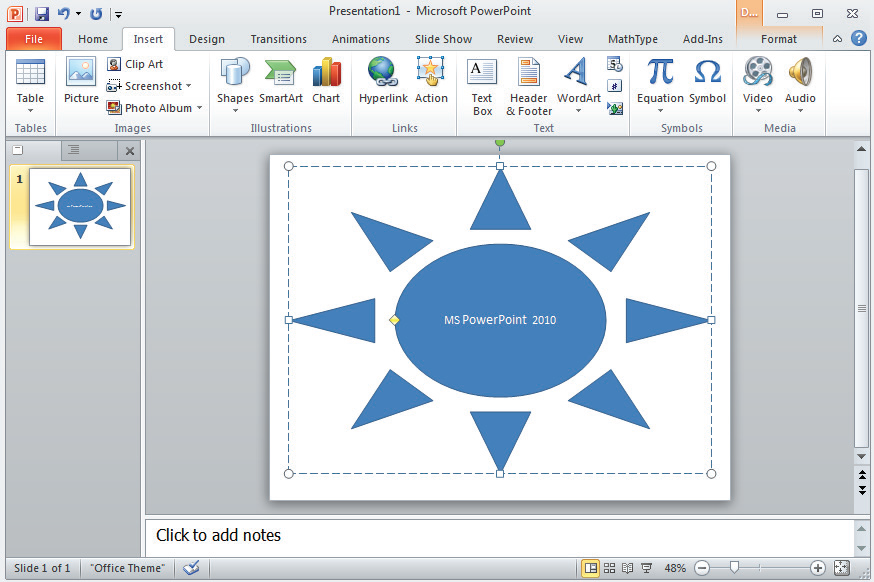 Presentation1 - Microsoft PowerPoint
D...
File Home Insert Design Transitions Animations Slide Show Review View MathType Add-Ins Format
Table Picture Clip Art Screenshot Photo Album Shapes SmartArt Chart Hyperlink Action Text Box Header & Footer WordArt Equation Symbol Video Audio
Tables Images Illustrations Links Text Symbols Media
1
MS PowerPoint 2010
Click to add notes
Slide 1 of 1 "Office Theme" 48%